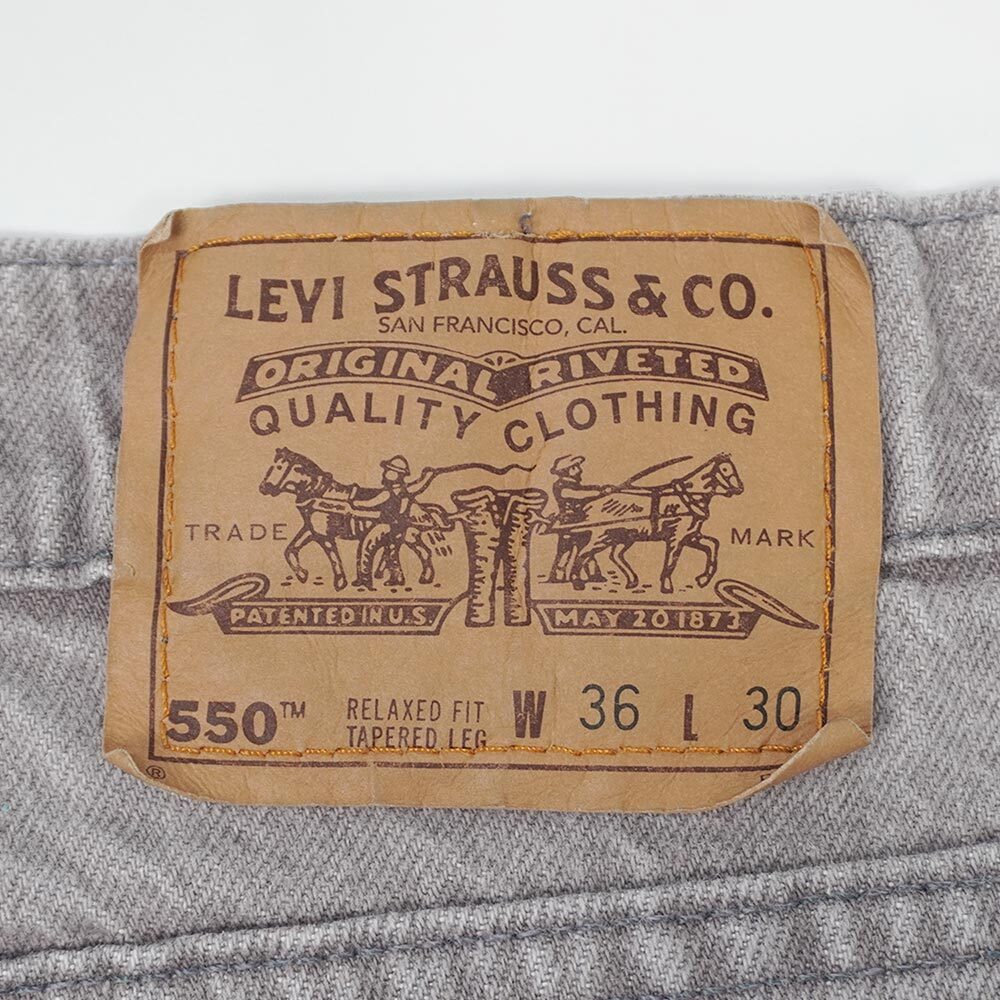 LEVI STRAUSS & CO.
SAN FRANCISCO, CAL.
ORIGINAL RIVETED
QUALITY CLOTHING
TRADE MARK
PATENTED IN U.S. MAY 20 1873
550™ RELAXED FIT W 36 L 30
TAPERED LEG
®